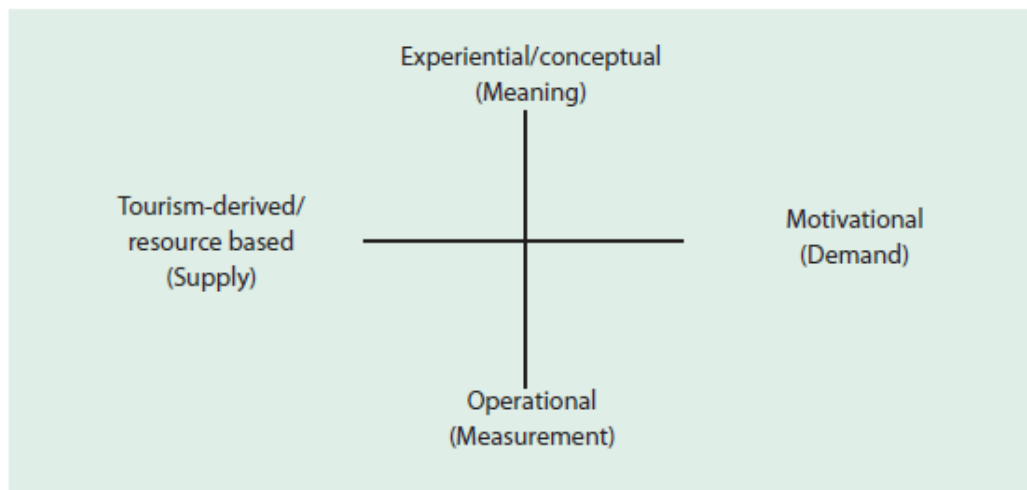 Experiential/conceptual
(Meaning)
Tourism-derived/
resource based
(Supply)
Motivational
(Demand)
Operational
(Measurement)